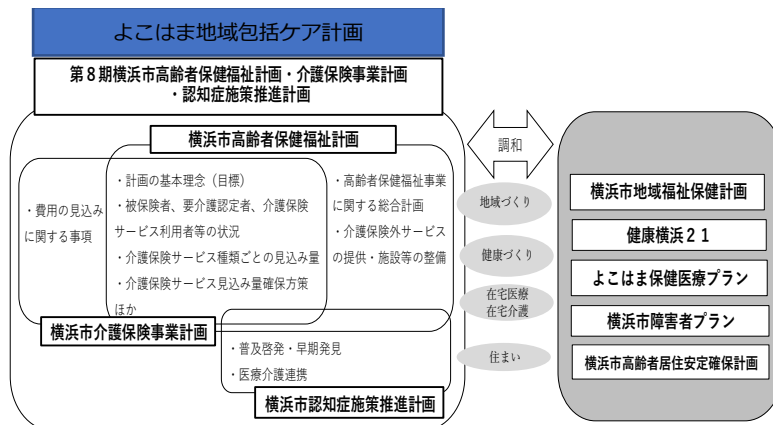 よこはま地域包括ケア計画
第８期横浜市高齢者保健福祉計画・介護保険事業計画
・認知症施策推進計画
横浜市高齢者保健福祉計画
・費用の見込み
に関する事項
・計画の基本理念（目標）
・被保険者、要介護認定者、介護保険
サービス利用者等の状況
・介護保険サービス種類ごとの見込み量
・介護保険サービス見込み量確保方策
ほか
・高齢者保健福祉事業
に関する総合計画
・介護保険外サービス
の提供・施設等の整備
横浜市介護保険事業計画
・普及啓発・早期発見
・医療介護連携
横浜市認知症施策推進計画
調和
地域づくり
健康づくり
在宅医療
在宅介護
住まい
横浜市地域福祉保健計画
健康横浜２１
よこはま保健医療プラン
横浜市障害者プラン
横浜市高齢者居住安定確保計画